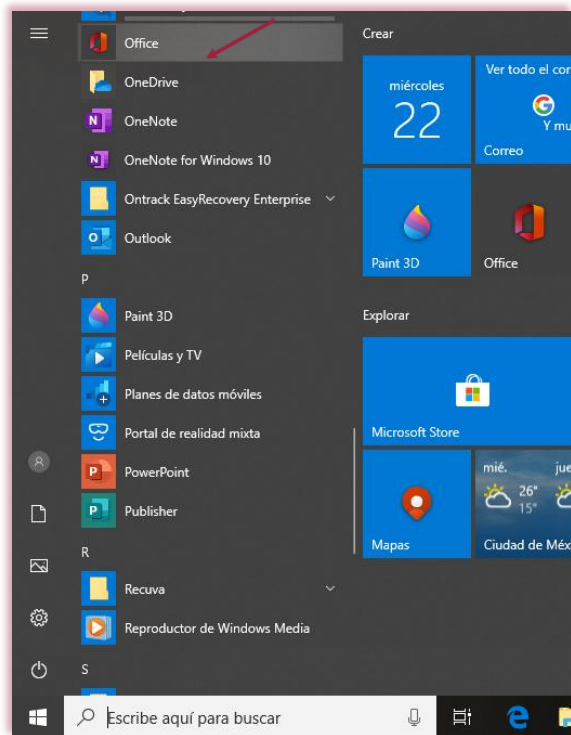 Office
OneDrive
OneNote
OneNote for Windows 10
Ontrack EasyRecovery Enterprise
Outlook
P
Paint 3D
Películas y TV
Planes de datos móviles
Portal de realidad mixta
PowerPoint
Publisher
R
Recuva
Reproductor de Windows Media
S
Crear
miércoles
22
Ver todo el cor
Y mu
Correo
Paint 3D
Office
Explorar
Microsoft Store
Mapas
mié.
jue
26°
15°
Ciudad de Méx
Escribe aquí para buscar